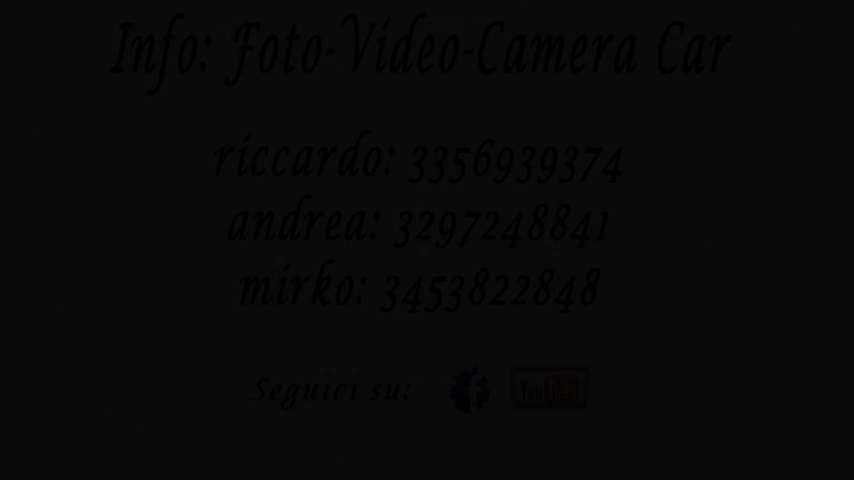 Info: Foto-Video-Camera Car
riccardo: 3356939374
andrea: 3297248841
mirko: 3453822848
Seguici su: f YouTube